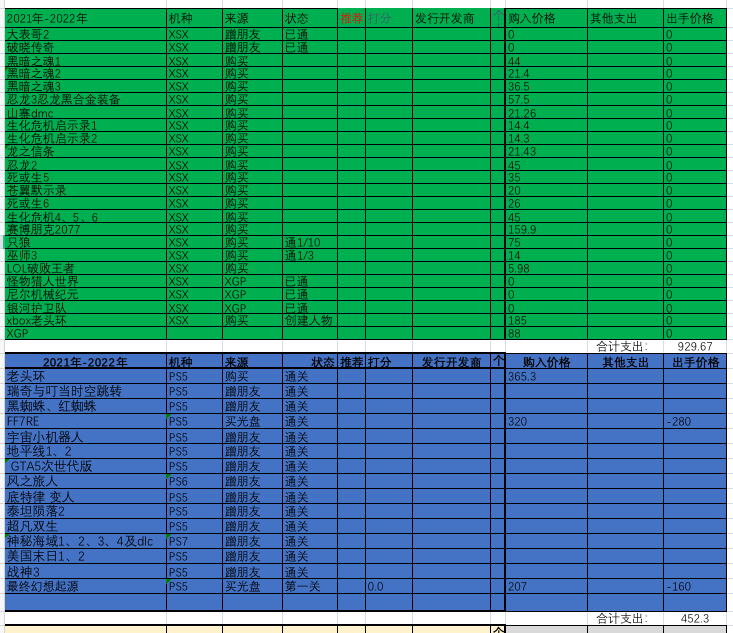 2021年-2022年 机种 来源 状态 推荐 打分 发行开发商 个 购入价格 其他支出 出手价格
大表哥2 XSX 蹭朋友 已通 0 0
破晓传奇 XSX 蹭朋友 已通 0 0
黑暗之魂1 XSX 购买 44 0
黑暗之魂2 XSX 购买 21.4 0
黑暗之魂3 XSX 购买 36.5 0
忍龙3忍龙黑合金装备 XSX 购买 57.5 0
山寨dmc XSX 购买 21.26 0
生化危机启示录1 XSX 购买 14.4 0
生化危机启示录2 XSX 购买 14.3 0
龙之信条 XSX 购买 21.43 0
忍龙2 XSX 购买 45 0
死或生5 XSX 购买 35 0
苍翼默示录 XSX 购买 20 0
死或生6 XSX 购买 26 0
生化危机4、5、6 XSX 购买 45 0
赛博朋克2077 XSX 购买 159.9 0
只狼 XSX 购买 通1/10 75 0
巫师3 XSX 购买 通1/3 14 0
LOL破败王者 XSX 购买 5.98 0
怪物猎人世界 XSX XGP 已通 0 0
尼尔机械纪元 XSX XGP 已通 0 0
银河护卫队 XSX XGP 已通 0 0
xbox老头环 XSX 购买 创建人物 185 0
XGP 88 0
合计支出: 929.67
2021年-2022年 机种 来源 状态 推荐 打分 发行开发商 个 购入价格 其他支出 出手价格
老头环 PS5 购买 通关 365.3
瑞奇与叮当时空跳转 PS5 蹭朋友 通关
黑蜘蛛、红蜘蛛 PS5 蹭朋友 通关
FF7RE PS5 买光盘 通关 320 -280
宇宙小机器人 PS5 蹭朋友 通关
地平线1、2 PS5 蹭朋友 通关
GTA5次世代版 PS5 蹭朋友 通关
风之旅人 PS6 蹭朋友 通关
底特律 变人 PS5 蹭朋友 通关
泰坦陨落2 PS5 蹭朋友 通关
超凡双生 PS5 蹭朋友 通关
神秘海域1、2、3、4及dlc PS7 蹭朋友 通关
美国末日1、2 PS5 蹭朋友 通关
战神3 PS5 蹭朋友 通关
最终幻想起源 PS5 买光盘 第一关 0.0 207 -160
合计支出: 452.3
个